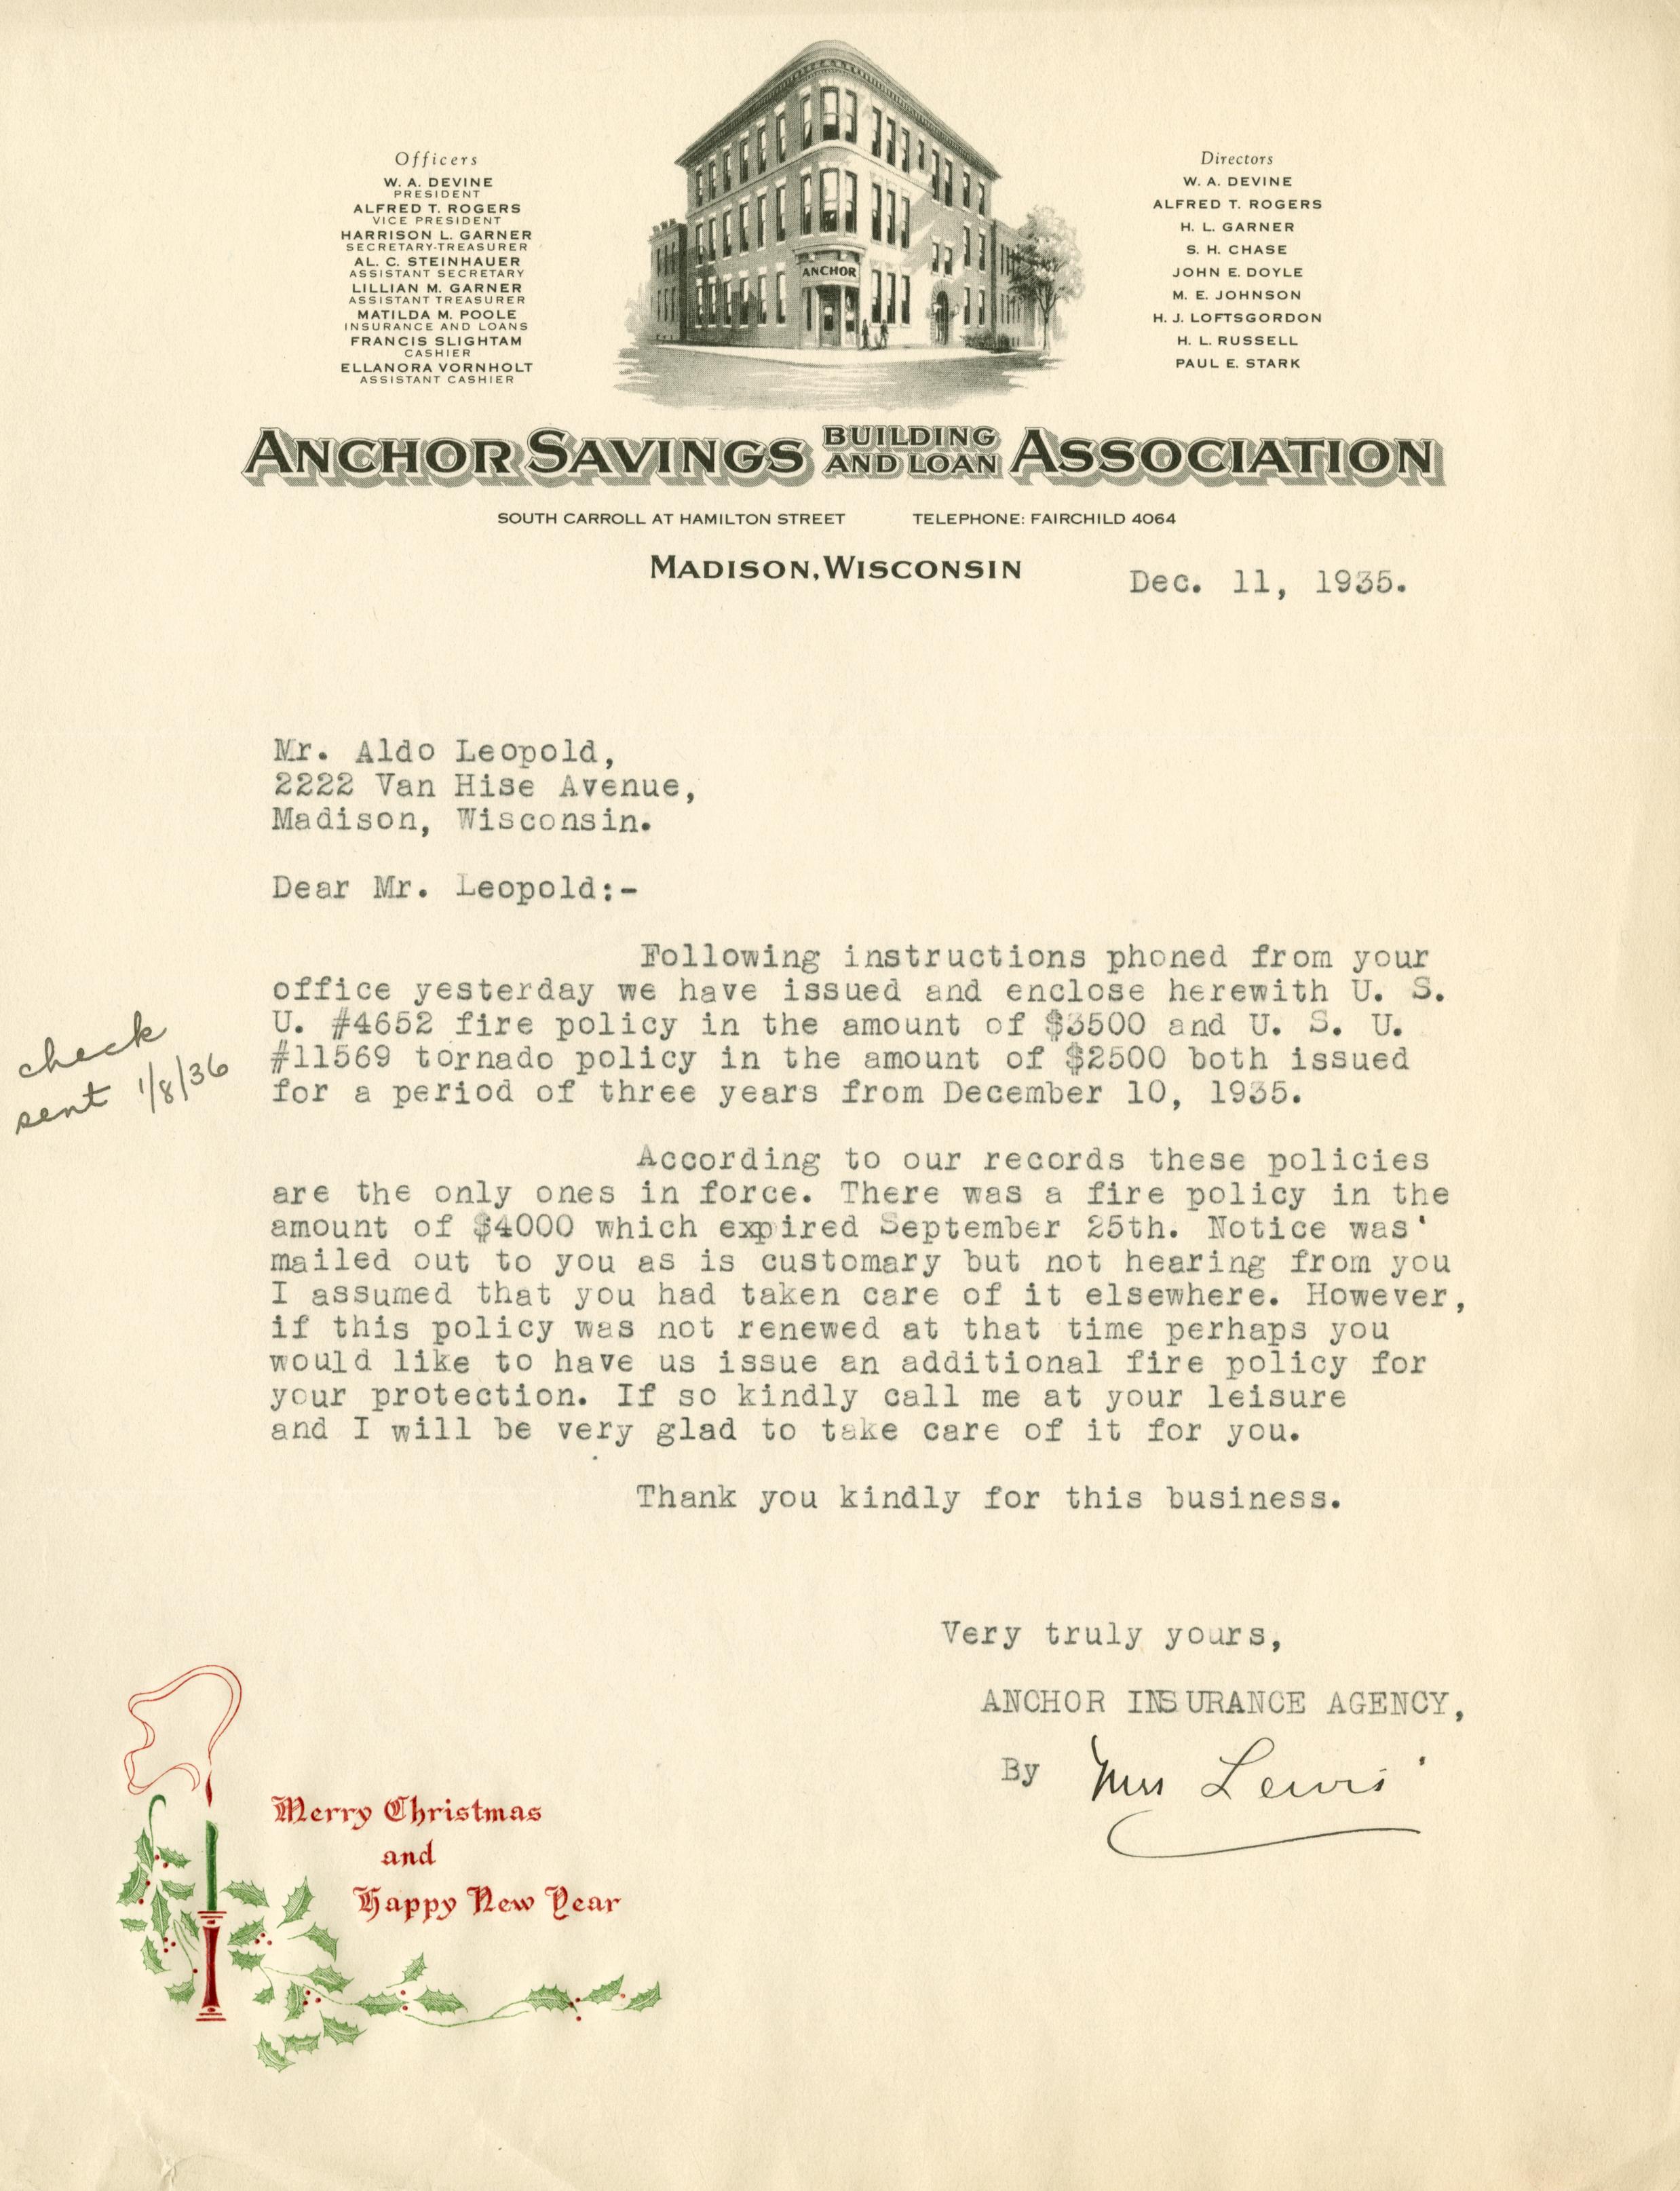 Officers
W. A. DEVINE
PRESIDENT
ALFRED T. ROGERS
VICE PRESIDENT
HARRISON L. GARNER
SECRETARY-TREASURER
AL. C. STEINHAUER
ASSISTANT SECRETARY
LILLIAN M. GARNER
ASSISTANT TREASURER
MATILDA M. POOLE
INSURANCE AND LOANS
FRANCIS SLIGHTAM
CASHIER
ELLANORA VORNHOLT
ASSISTANT CASHIER
ANCHOR
Directors
W. A. DEVINE
ALFRED T. ROGERS
H. L. GARNER
S. H. CHASE
JOHN E. DOYLE
M. E. JOHNSON
H. J. LOFTSGORDON
H. L. RUSSELL
PAUL E. STARK
ANCHOR SAVINGS BUILDING AND LOAN ASSOCIATION
SOUTH CARROLL AT HAMILTON STREET TELEPHONE: FAIRCHILD 4064
MADISON, WISCONSIN
Dec. 11, 1935.
Mr. Aldo Leopold,
2222 Van Hise Avenue,
Madison, Wisconsin.
Dear Mr. Leopold:-
Following instructions phoned from your
office yesterday we have issued and enclose herewith U. S.
U. #4652 fire policy in the amount of $3500 and U. S. U.
#11569 tornado policy in the amount of $2500 both issued
for a period of three years from December 10, 1935.
check
sent 1/8/36
According to our records these policies
are the only ones in force. There was a fire policy in the
amount of $4000 which expired September 25th. Notice was'
mailed out to you as is customary but not hearing from you
I assumed that you had taken care of it elsewhere. However,
if this policy was not renewed at that time perhaps you
would like to have us issue an additional fire policy for
your protection. If so kindly call me at your leisure
and I will be very glad to take care of it for you.
Thank you kindly for this business.
Very truly yours,
ANCHOR INSURANCE AGENCY,
By Mrs Lewis
Merry Christmas
and
Happy New Year